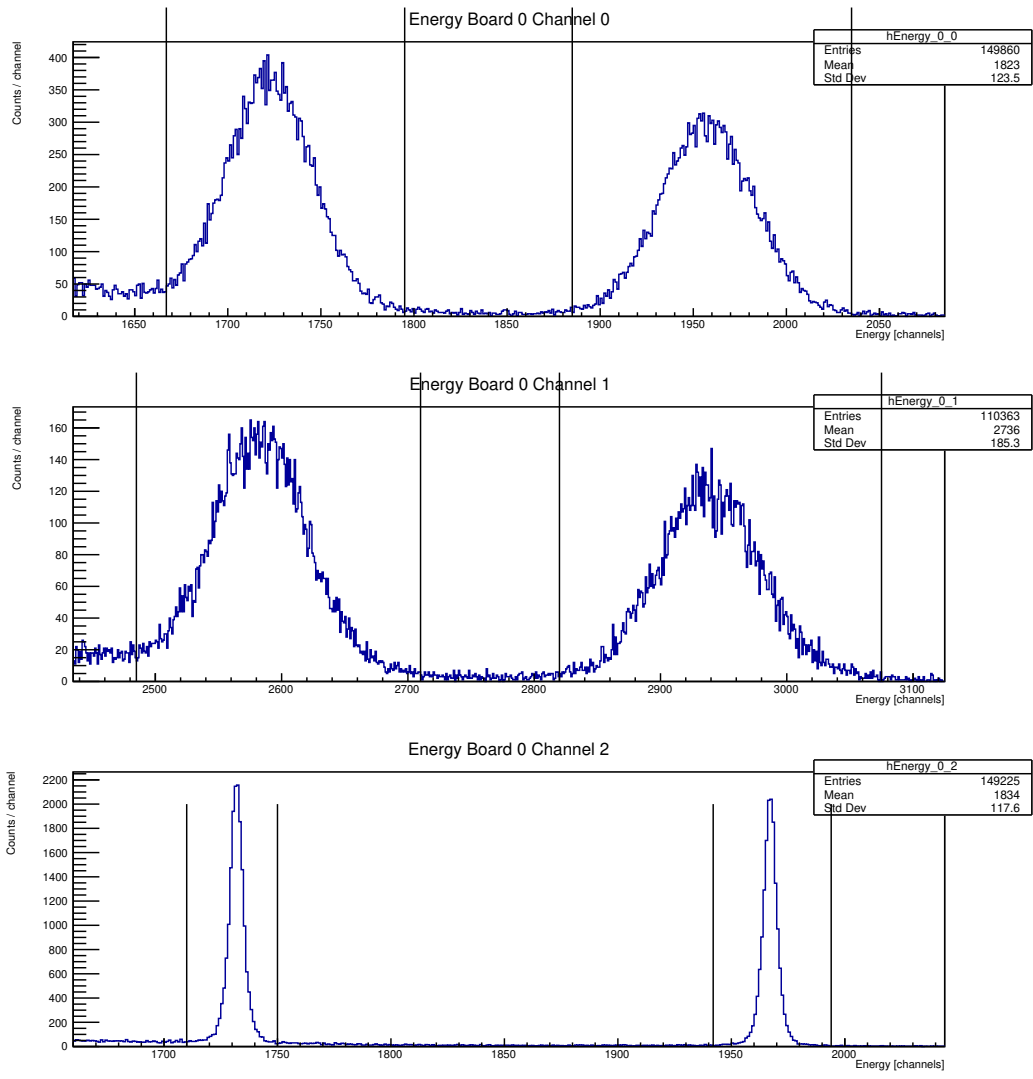 Energy Board 0 Channel 0
hEnergy_0_0
Entries 149860
Mean 1823
Std Dev 123.5
Counts / channel
400
350
300
250
200
150
100
50
0
1650 1700 1750 1800 1850 1900 1950 2000 2050
Energy [channels]
Energy Board 0 Channel 1
hEnergy_0_1
Entries 110363
Mean 2736
Std Dev 185.3
Counts / channel
160
140
120
100
80
60
40
20
0
2500 2600 2700 2800 2900 3000 3100
Energy [channels]
Energy Board 0 Channel 2
hEnergy_0_2
Entries 149225
Mean 1834
Std Dev 117.6
Counts / channel
2200
2000
1800
1600
1400
1200
1000
800
600
400
200
0
1700 1750 1800 1850 1900 1950 2000
Energy [channels]